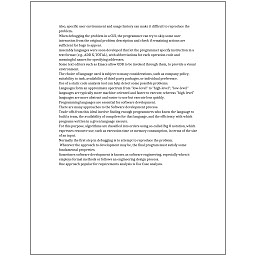 Also, specific user environment and usage history can make it difficult to reproduce the
problem.
When debugging the problem in a GUI, the programmer can try to skip some user
interaction from the original problem description and check if remaining actions are
sufficient for bugs to appear.
Assembly languages were soon developed that let the programmer specify instruction in a
text format (e.g., ADD X, TOTAL), with abbreviations for each operation code and
meaningful names for specifying addresses.
Some text editors such as Emacs allow GDB to be invoked through them, to provide a visual
environment.
The choice of language used is subject to many considerations, such as company policy,
suitability to task, availability of third-party packages, or individual preference.
Use of a static code analysis tool can help detect some possible problems.
Languages form an approximate spectrum from "low-level" to "high-level"; "low-level"
languages are typically more machine-oriented and faster to execute, whereas "high-level"
languages are more abstract and easier to use but execute less quickly.
Programming languages are essential for software development.
There are many approaches to the Software development process.
Trade-offs from this ideal involve finding enough programmers who know the language to
build a team, the availability of compilers for that language, and the efficiency with which
programs written in a given language execute.
For this purpose, algorithms are classified into orders using so-called Big O notation, which
expresses resource use, such as execution time or memory consumption, in terms of the size
of an input.
Normally the first step in debugging is to attempt to reproduce the problem.
Whatever the approach to development may be, the final program must satisfy some
fundamental properties.
Sometimes software development is known as software engineering, especially when it
employs formal methods or follows an engineering design process.
One approach popular for requirements analysis is Use Case analysis.